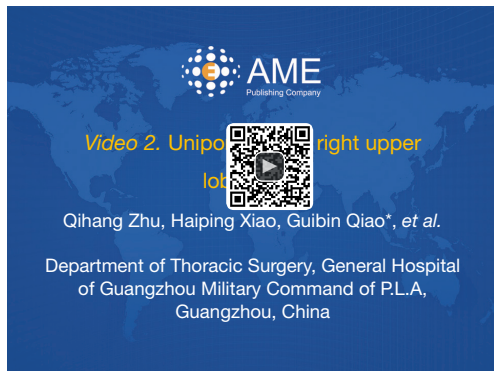 E AME
Publishing Company
Video 2. Unipo right upper
lob
Qihang Zhu, Haiping Xiao, Guibin Qiao*, et al.
Department of Thoracic Surgery, General Hospital
of Guangzhou Military Command of P.L.A,
Guangzhou, China